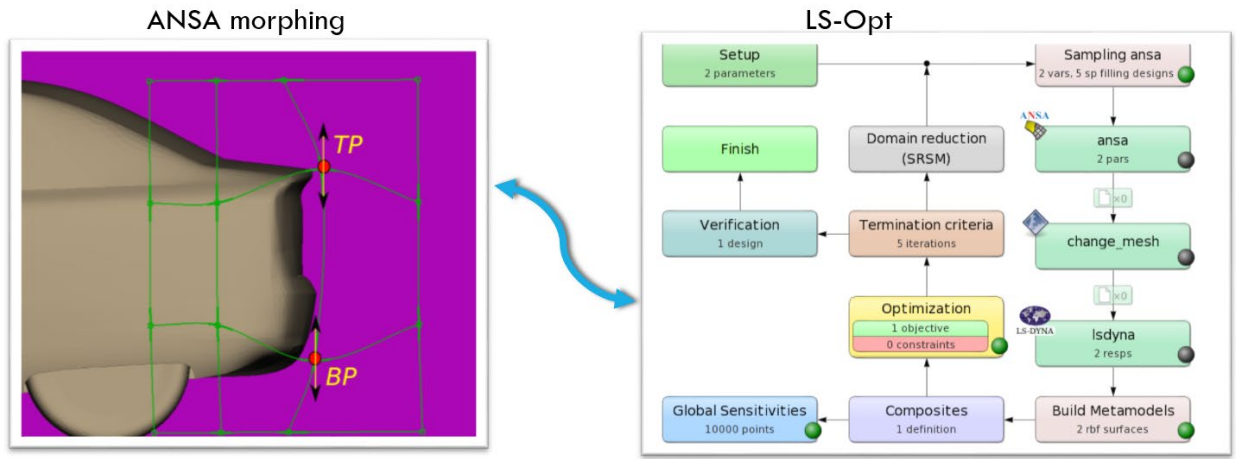 ANSA morphing
LS-Opt
TP
BP
Setup
2 parameters
Sampling ansa
2 vars, 5 sp filling designs
ANSA
Finish
Domain reduction
(SRSM)
ansa
2 pars
×0
Verification
1 design
Termination criteria
5 iterations
change_mesh
×0
Optimization
1 objective
0 constraints
LS-DYNA
lsdyna
2 resps
Global Sensitivities
10000 points
Composites
1 definition
Build Metamodels
2 rbf surfaces